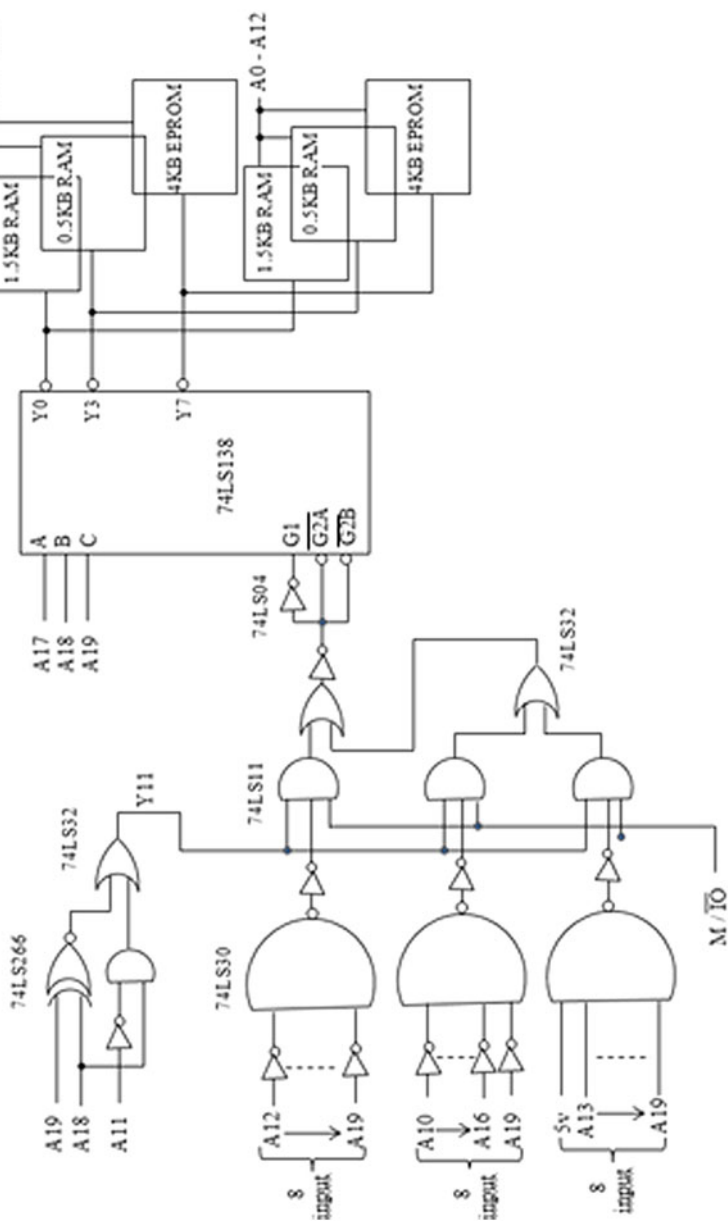 A0 - A12
1.5KB RAM
0.5KB RAM
4KB EPROM
1.5KB RAM
0.5KB RAM
4KB EPROM
Y0
Y3
Y7
74LS138
A
B
C
G1
G2A
G2B
A17
A18
A19
74LS04
74LS32
74LS11
Y11
74LS32
74LS266
A19
A18
A11
74LS30
A12
A19
8
input
A10
A16
A19
8
input
5v
A13
A19
8
input
M / IO